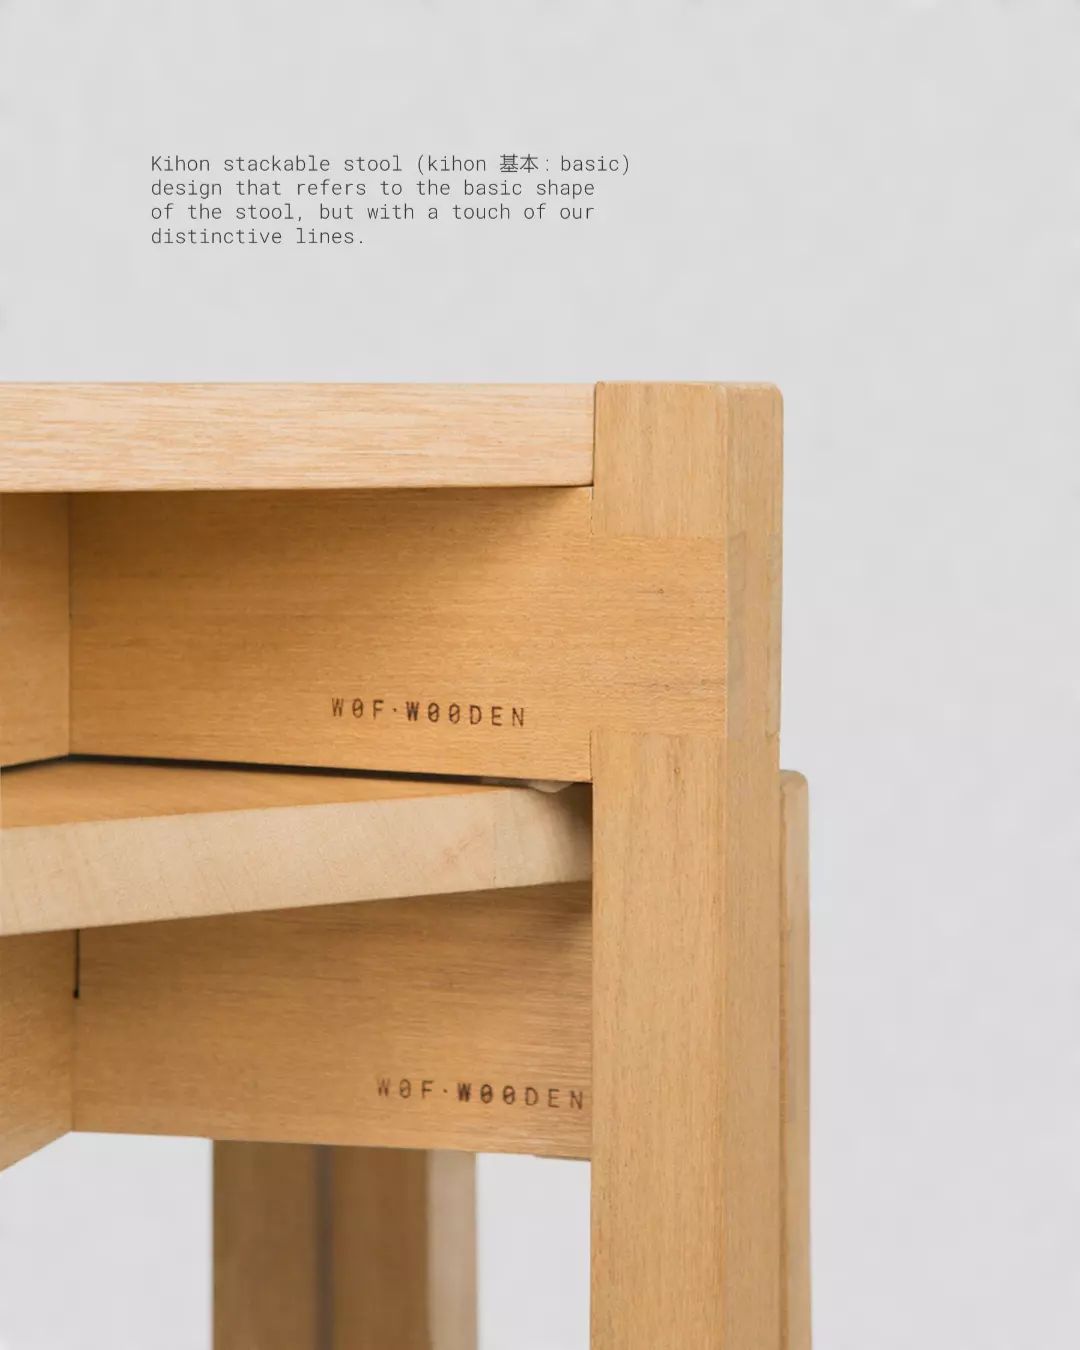 Kihon stackable stool (kihon 基本 : basic)
design that refers to the basic shape
of the stool, but with a touch of our
distinctive lines.
W0F·W00DEN
W0F·W00DEN